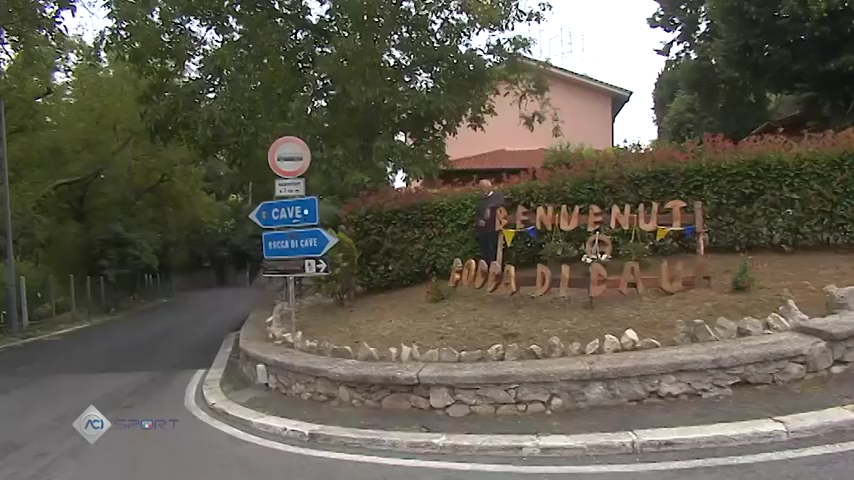 CAVE
ROCCA DI CAVE
BENVENUTI
A
ROCCA DI CAVE
ACI SPORT